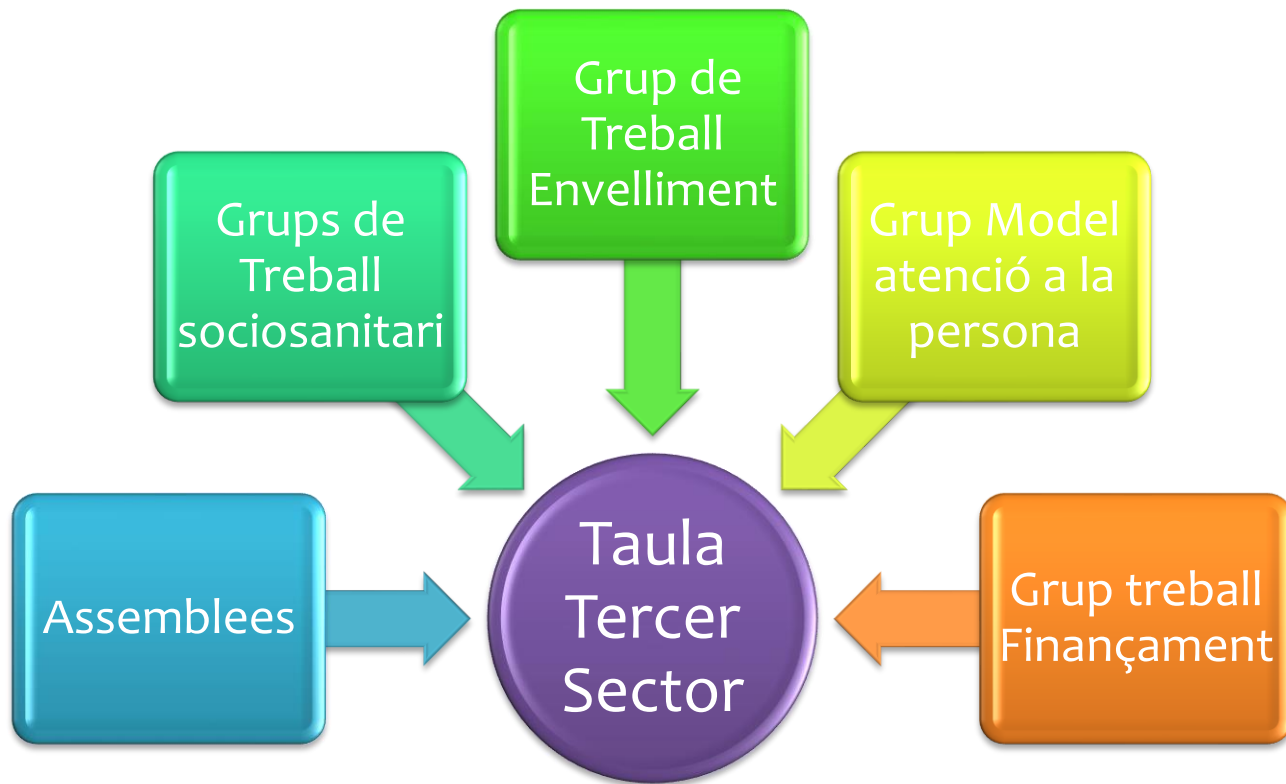 Grup de
Treball
Envelliment
Grups de
Treball
sociosanitari
Grup Model
atenció a la
persona
Assemblees
Taula
Tercer
Sector
Grup treball
Finançament